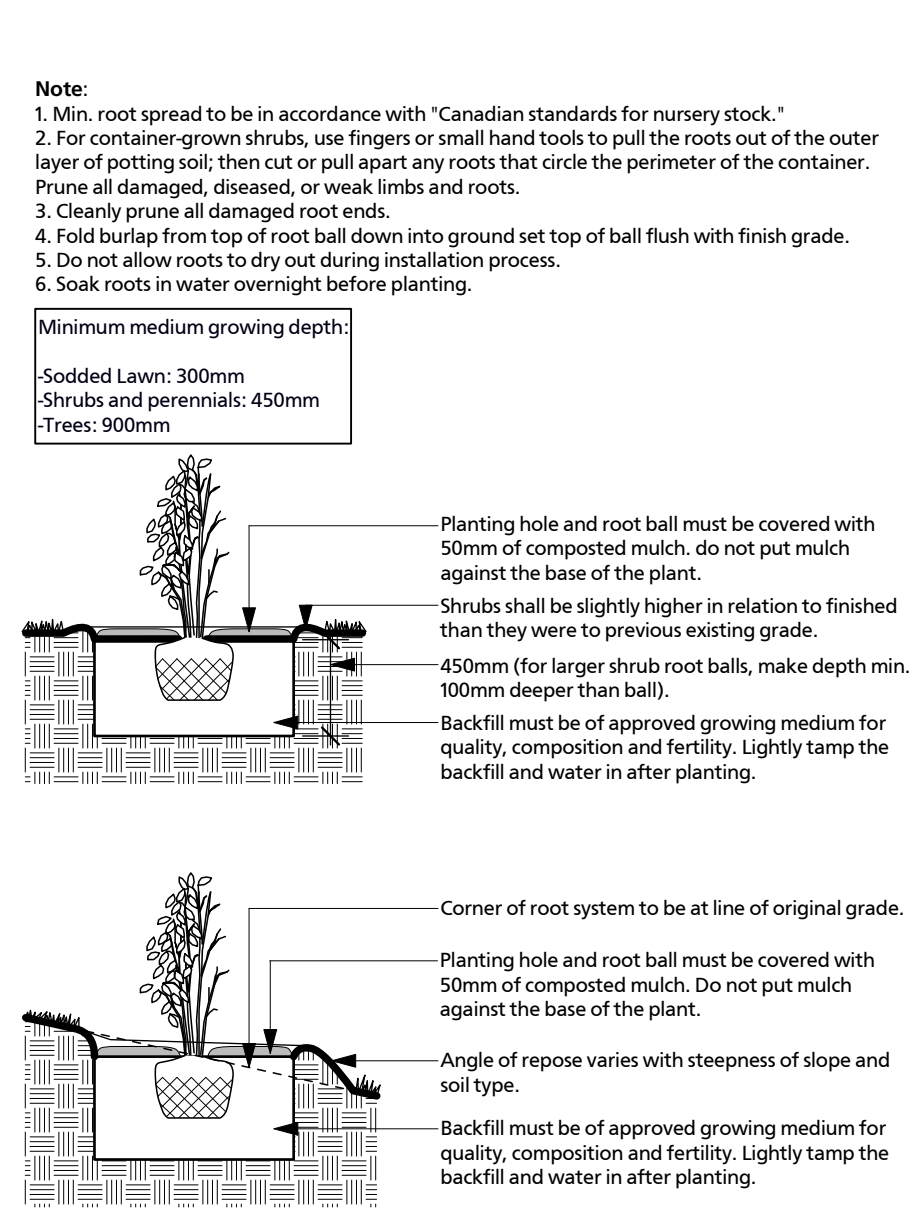 Note:
1. Min. root spread to be in accordance with "Canadian standards for nursery stock."
2. For container-grown shrubs, use fingers or small hand tools to pull the roots out of the outer
layer of potting soil; then cut or pull apart any roots that circle the perimeter of the container.
Prune all damaged, diseased, or weak limbs and roots.
3. Cleanly prune all damaged root ends.
4. Fold burlap from top of root ball down into ground set top of ball flush with finish grade.
5. Do not allow roots to dry out during installation process.
6. Soak roots in water overnight before planting.
Minimum medium growing depth:
-Sodded Lawn: 300mm
-Shrubs and perennials: 450mm
-Trees: 900mm
Planting hole and root ball must be covered with
50mm of composted mulch. do not put mulch
against the base of the plant.
Shrubs shall be slightly higher in relation to finished
than they were to previous existing grade.
450mm (for larger shrub root balls, make depth min.
100mm deeper than ball).
Backfill must be of approved growing medium for
quality, composition and fertility. Lightly tamp the
backfill and water in after planting.
Corner of root system to be at line of original grade.
Planting hole and root ball must be covered with
50mm of composted mulch. Do not put mulch
against the base of the plant.
Angle of repose varies with steepness of slope and
soil type.
Backfill must be of approved growing medium for
quality, composition and fertility. Lightly tamp the
backfill and water in after planting.